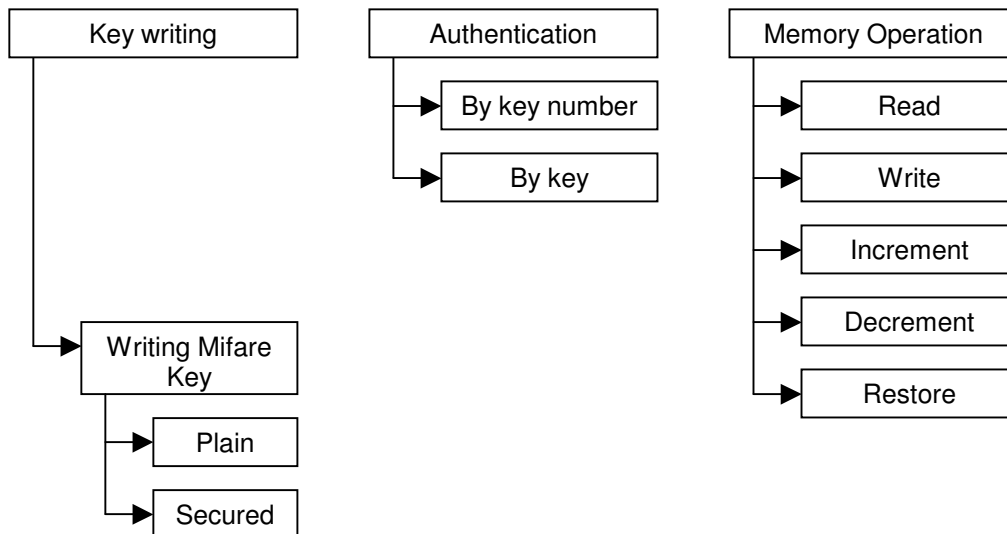 Key writing
Authentication
Memory Operation
By key number
Read
By key
Write
Increment
Writing Mifare
Key
Decrement
Restore
Plain
Secured